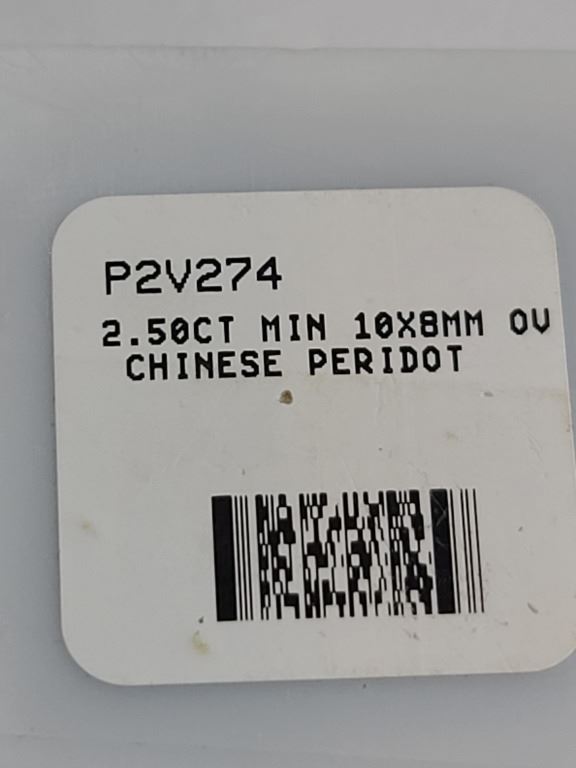 P2V274
2.50CT MIN 10X8MM OV
CHINESE PERIDOT